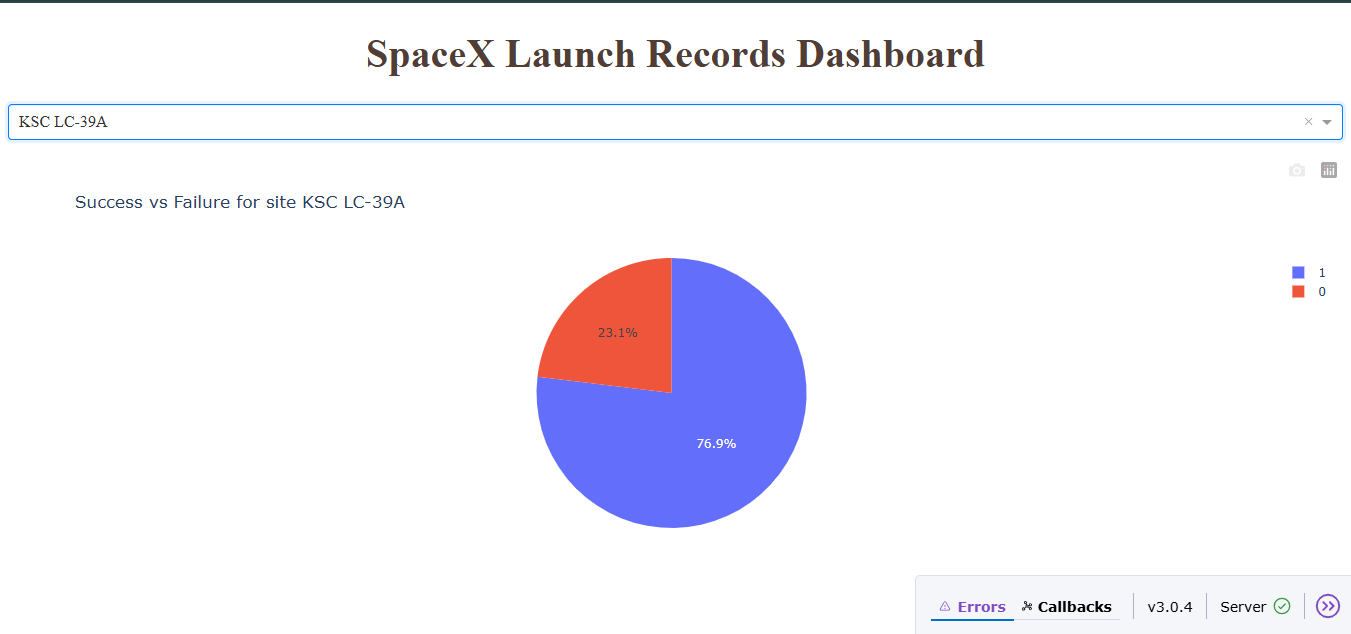 SpaceX Launch Records Dashboard
KSC LC-39A
Success vs Failure for site KSC LC-39A
1
0
23.1%
76.9%
Errors Callbacks v3.0.4 Server